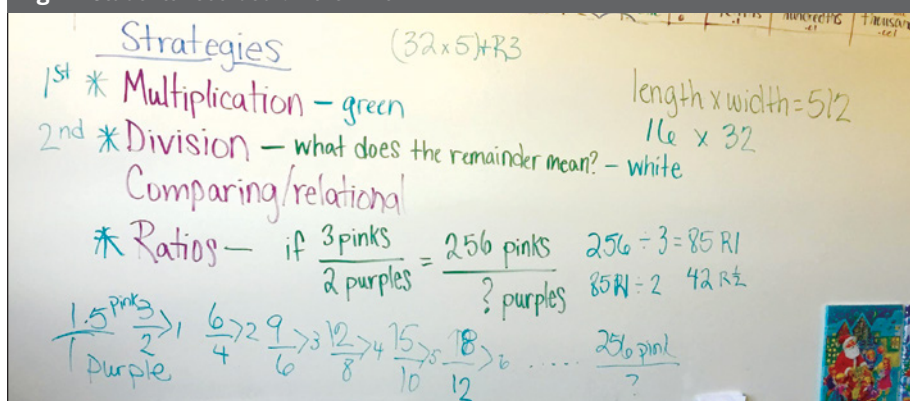 hundredths
Strategies
(32x5)+R3
1st * Multiplication – green
length x width = 512
16 x 32
2nd * Division – what does the remainder mean? – white
Comparing/relational
* Ratios – if 3 pinks / 2 purples = 256 pinks / ? purples
256 ÷ 3 = 85 R1
85 R1 ÷ 2 42 R ½
1.5 pinks / 1 purple 3/2 >1 6/4 >2 9/6 >3 12/8 >4 15/10 >5 18/12 >6 ..... 256 pink / ?